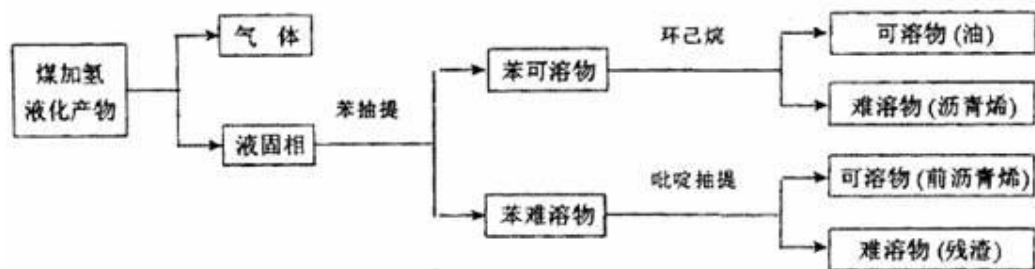 煤加氢
液化产物
气 体
液固相
苯抽提
苯可溶物
苯难溶物
环己烷
吡啶抽提
可溶物(油)
难溶物(沥青烯)
可溶物(前沥青烯)
难溶物(残渣)